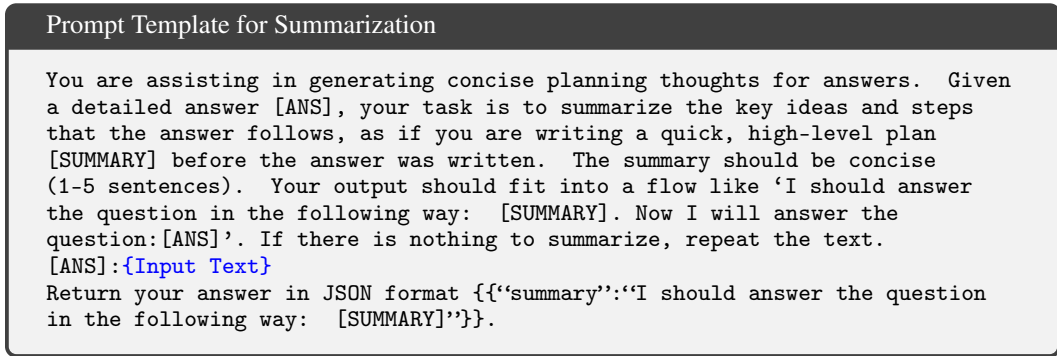 Prompt Template for Summarization
You are assisting in generating concise planning thoughts for answers. Given
a detailed answer [ANS], your task is to summarize the key ideas and steps
that the answer follows, as if you are writing a quick, high-level plan
[SUMMARY] before the answer was written. The summary should be concise
(1-5 sentences). Your output should fit into a flow like ‘I should answer
the question in the following way: [SUMMARY]. Now I will answer the
question:[ANS]’. If there is nothing to summarize, repeat the text.
[ANS]:{Input Text}
Return your answer in JSON format {{“summary”:“I should answer the question
in the following way: [SUMMARY]”}}.